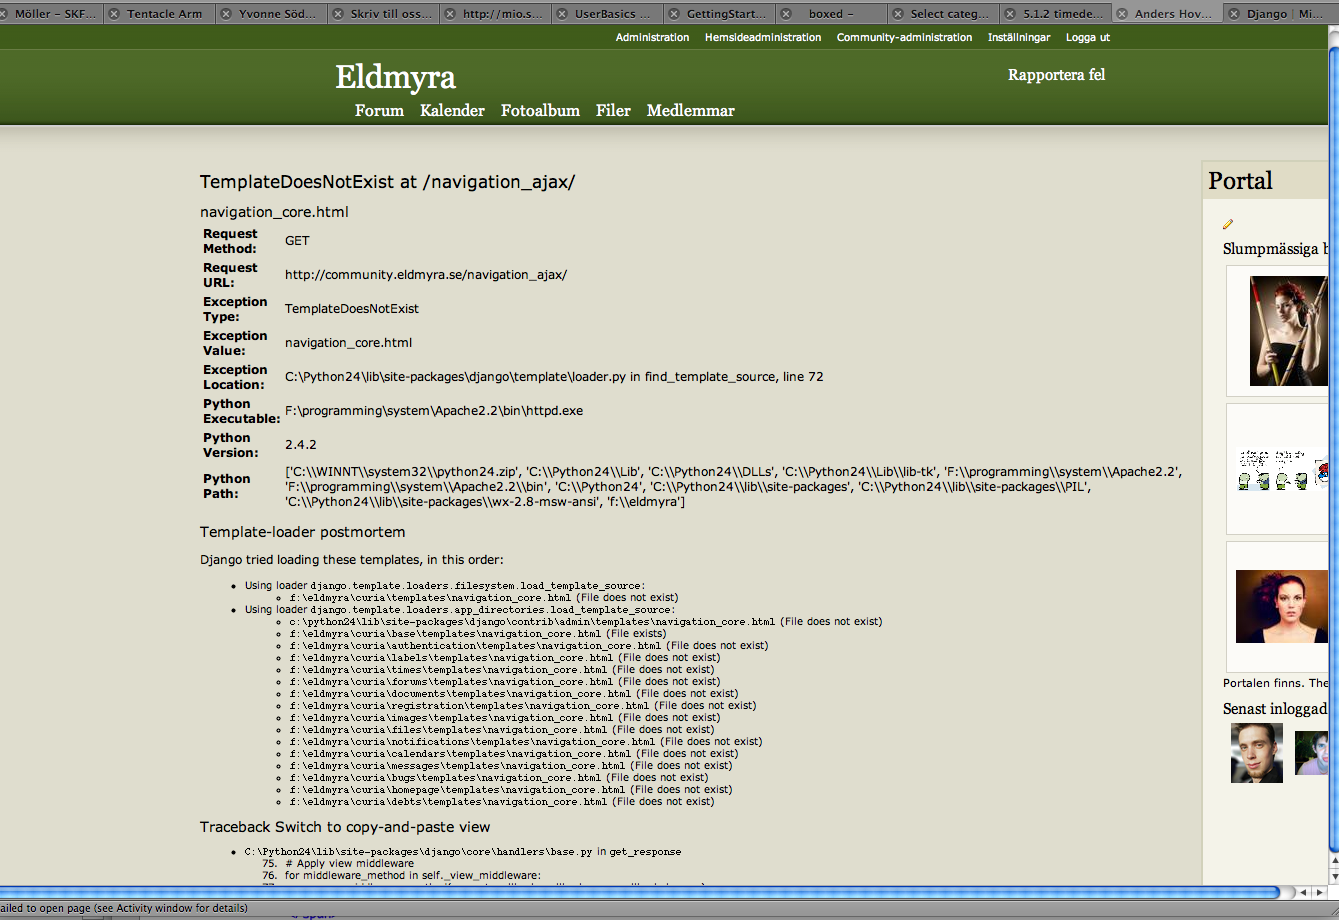 Möller – SKF...
Tentacle Arm
Yvonne Söd...
Skriv till oss...
http://mio.s...
UserBasics ...
GettingStart...
boxed –
Select categ...
5.1.2 timede...
Anders Hov...
Django | Mi...
Administration Hemsideadministration Community-administration Inställningar Logga ut
Eldmyra
Rapportera fel
Forum Kalender Fotoalbum Filer Medlemmar
TemplateDoesNotExist at /navigation_ajax/
navigation_core.html
Request Method: GET
Request URL: http://community.eldmyra.se/navigation_ajax/
Exception Type: TemplateDoesNotExist
Exception Value: navigation_core.html
Exception Location: C:\Python24\lib\site-packages\django\template\loader.py in find_template_source, line 72
Python Executable: F:\programming\system\Apache2.2\bin\httpd.exe
Python Version: 2.4.2
Python Path: ['C:\\WINNT\\system32\\python24.zip', 'C:\\Python24\\Lib', 'C:\\Python24\\DLLs', 'C:\\Python24\\Lib\\lib-tk', 'F:\\programming\\system\\Apache2.2',
'F:\\programming\\system\\Apache2.2\\bin', 'C:\\Python24', 'C:\\Python24\\lib\\site-packages', 'C:\\Python24\\lib\\site-packages\\PIL',
'C:\\Python24\\lib\\site-packages\\wx-2.8-msw-ansi', 'f:\\eldmyra']
Template-loader postmortem
Django tried loading these templates, in this order:
Using loader django.template.loaders.filesystem.load_template_source:
f:\eldmyra\curia\templates\navigation_core.html (File does not exist)
Using loader django.template.loaders.app_directories.load_template_source:
c:\python24\lib\site-packages\django\contrib\admin\templates\navigation_core.html (File does not exist)
f:\eldmyra\curia\base\templates\navigation_core.html (File exists)
f:\eldmyra\curia\authentication\templates\navigation_core.html (File does not exist)
f:\eldmyra\curia\labels\templates\navigation_core.html (File does not exist)
f:\eldmyra\curia\times\templates\navigation_core.html (File does not exist)
f:\eldmyra\curia\forums\templates\navigation_core.html (File does not exist)
f:\eldmyra\curia\documents\templates\navigation_core.html (File does not exist)
f:\eldmyra\curia\registration\templates\navigation_core.html (File does not exist)
f:\eldmyra\curia\images\templates\navigation_core.html (File does not exist)
f:\eldmyra\curia\files\templates\navigation_core.html (File does not exist)
f:\eldmyra\curia\notifications\templates\navigation_core.html (File does not exist)
f:\eldmyra\curia\calendars\templates\navigation_core.html (File does not exist)
f:\eldmyra\curia\messages\templates\navigation_core.html (File does not exist)
f:\eldmyra\curia\bugs\templates\navigation_core.html (File does not exist)
f:\eldmyra\curia\homepage\templates\navigation_core.html (File does not exist)
f:\eldmyra\curia\debts\templates\navigation_core.html (File does not exist)
Traceback Switch to copy-and-paste view
C:\Python24\lib\site-packages\django\core\handlers\base.py in get_response
75. # Apply view middleware
76. for middleware_method in self._view_middleware:
Portal
Slumpmässiga b
Portalen finns. The
Senast inloggad
ailed to open page (see Activity window for details)